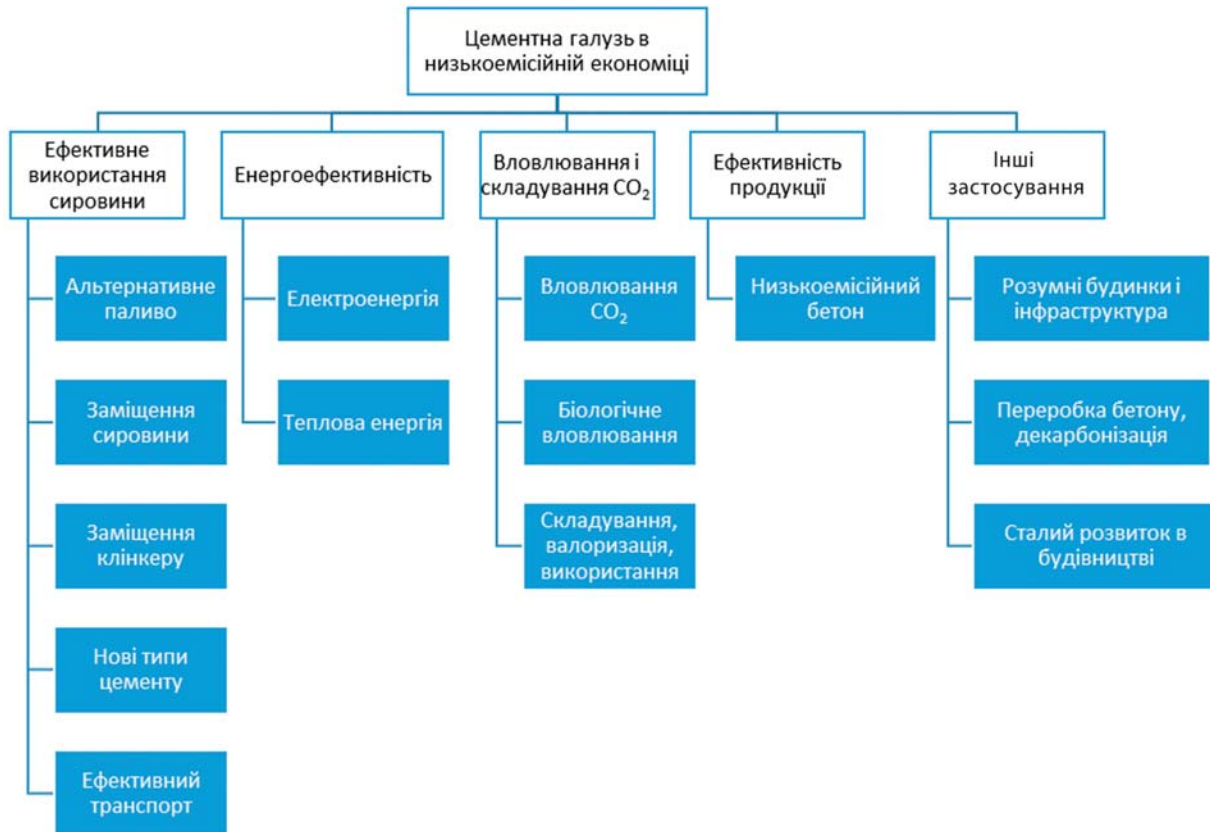 Цементна галузь в
низькоемісійній економіці
Ефективне
використання
сировини
Альтернативне
паливо
Заміщення
сировини
Заміщення
клінкеру
Нові типи
цементу
Ефективний
транспорт
Енергоефективність
Електроенергія
Теплова енергія
Вловлювання і
складування CO₂
Вловлювання
CO₂
Біологічне
вловлювання
Складування,
валоризація,
використання
Ефективність
продукції
Низькоемісійний
бетон
Інші
застосування
Розумні будинки і
інфраструктура
Переробка бетону,
декарбонізація
Сталий розвиток в
будівництві